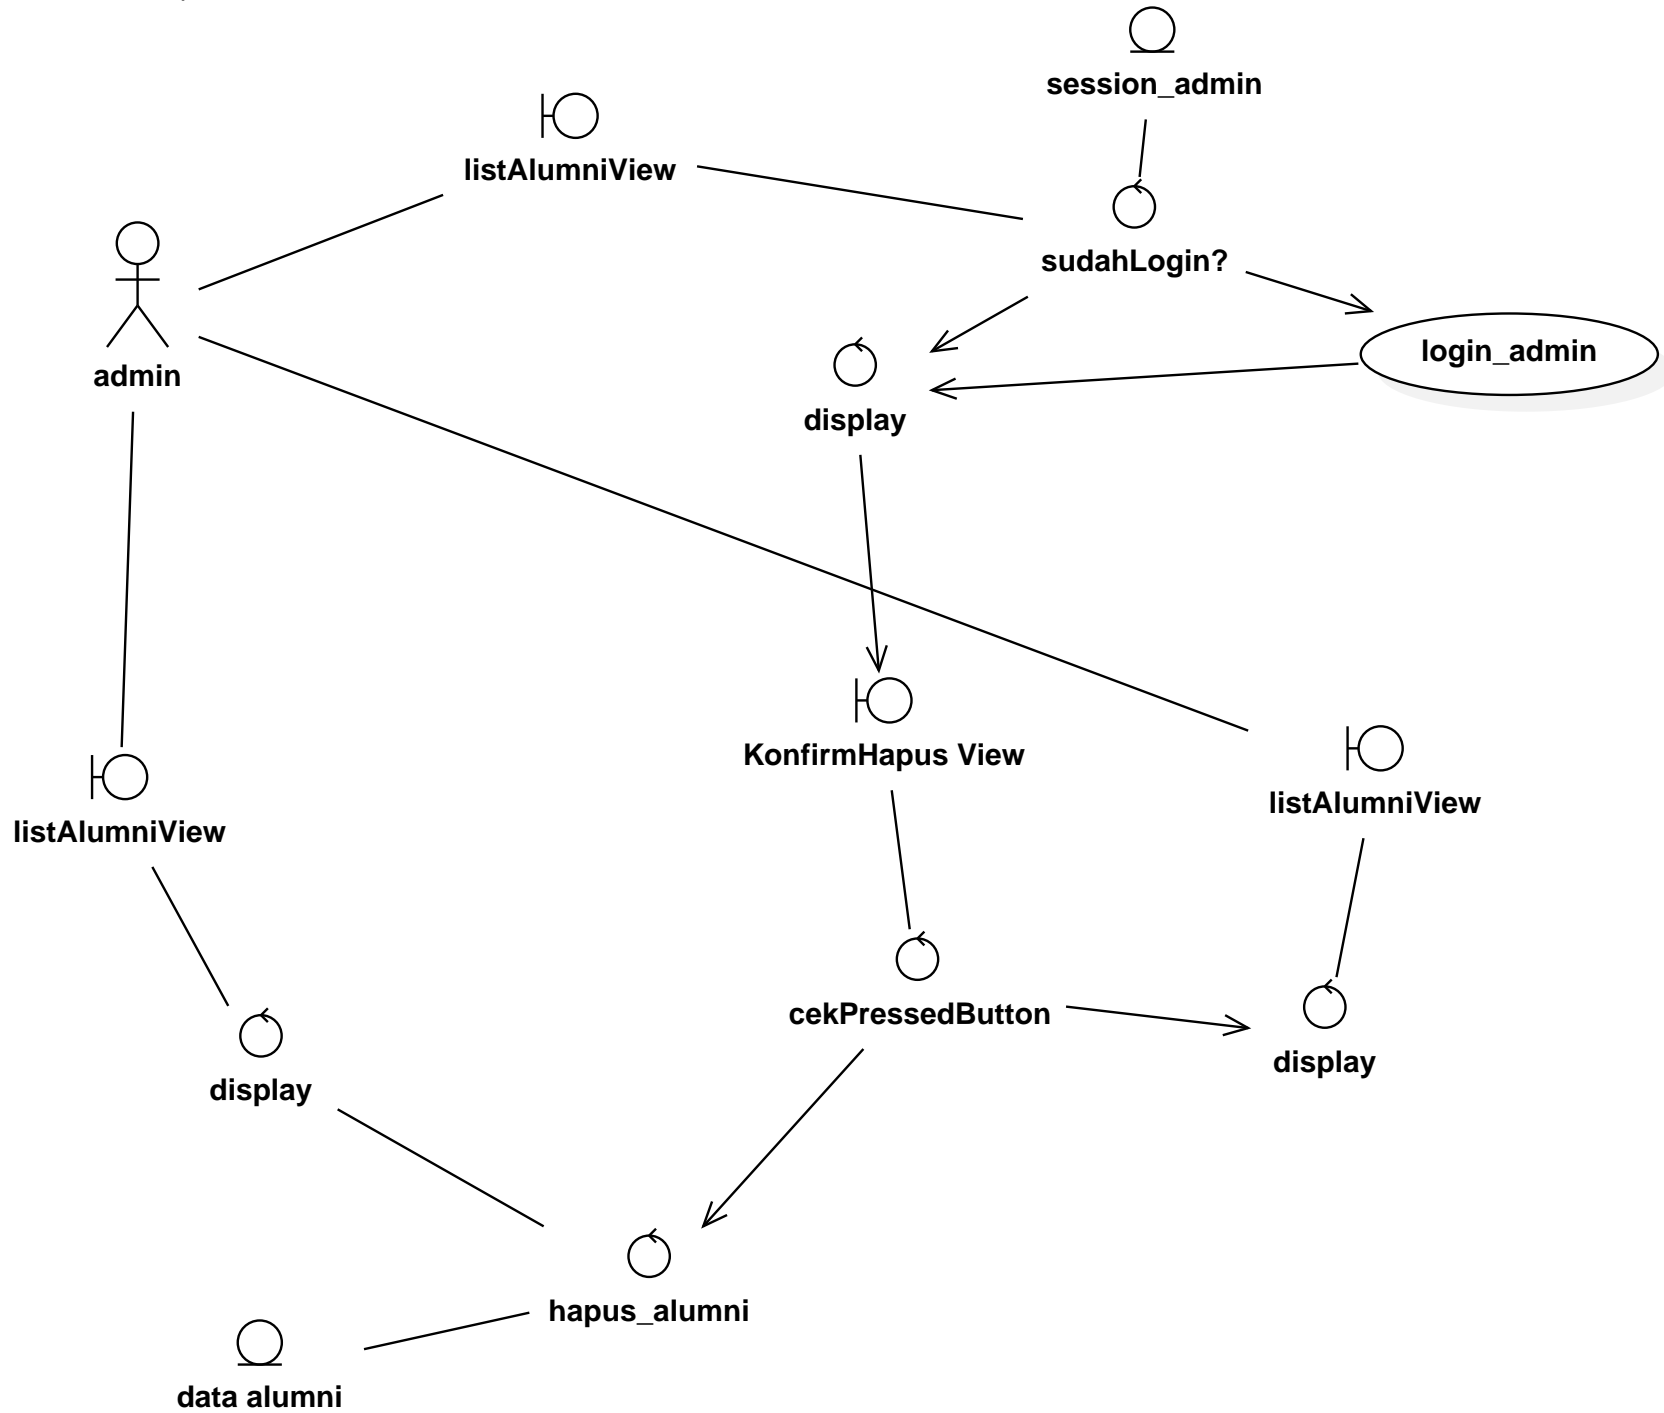 session_admin
listAlumniView
sudahLogin?
login_admin
admin
display
KonfirmHapus View
listAlumniView
listAlumniView
cekPressedButton
display
display
hapus_alumni
data alumni